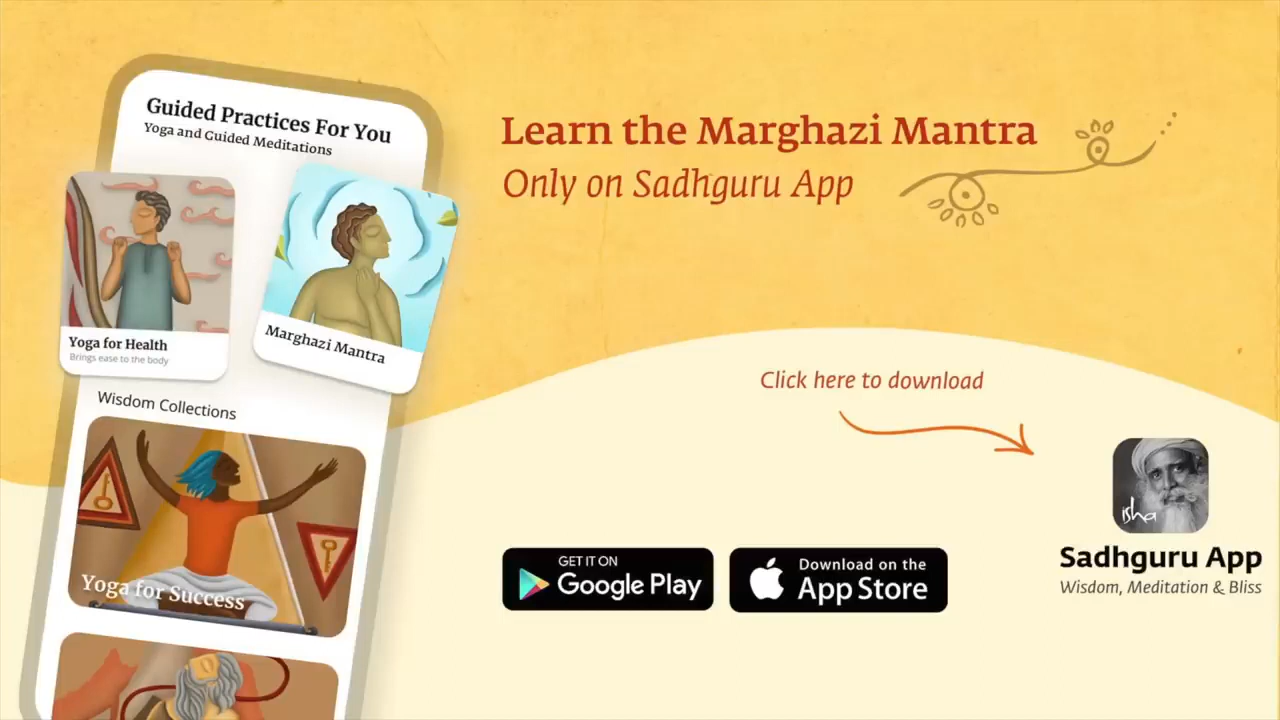 Guided Practices For You
Yoga and Guided Meditations
Yoga for Health
Brings ease to the body
Marghazi Mantra
Wisdom Collections
Yoga for Success
Learn the Marghazi Mantra
Only on Sadhguru App
Click here to download
isha
Sadhguru App
Wisdom, Meditation & Bliss
GET IT ON
Google Play
Download on the
App Store